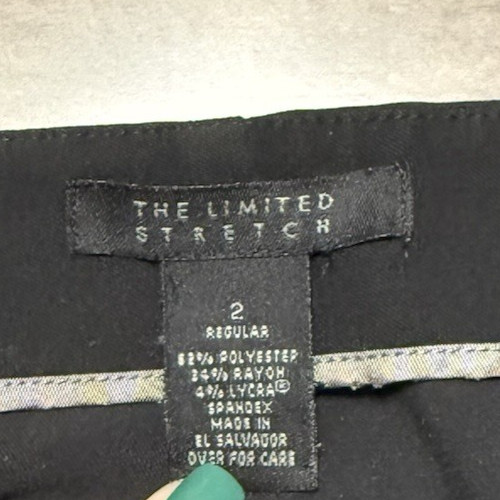 THE LIMITED
STRETCH
2
REGULAR
62% POLYESTER
34% RAYON
4% LYCRA®
SPANDEX
MADE IN
EL SALVADOR
OVER FOR CARE